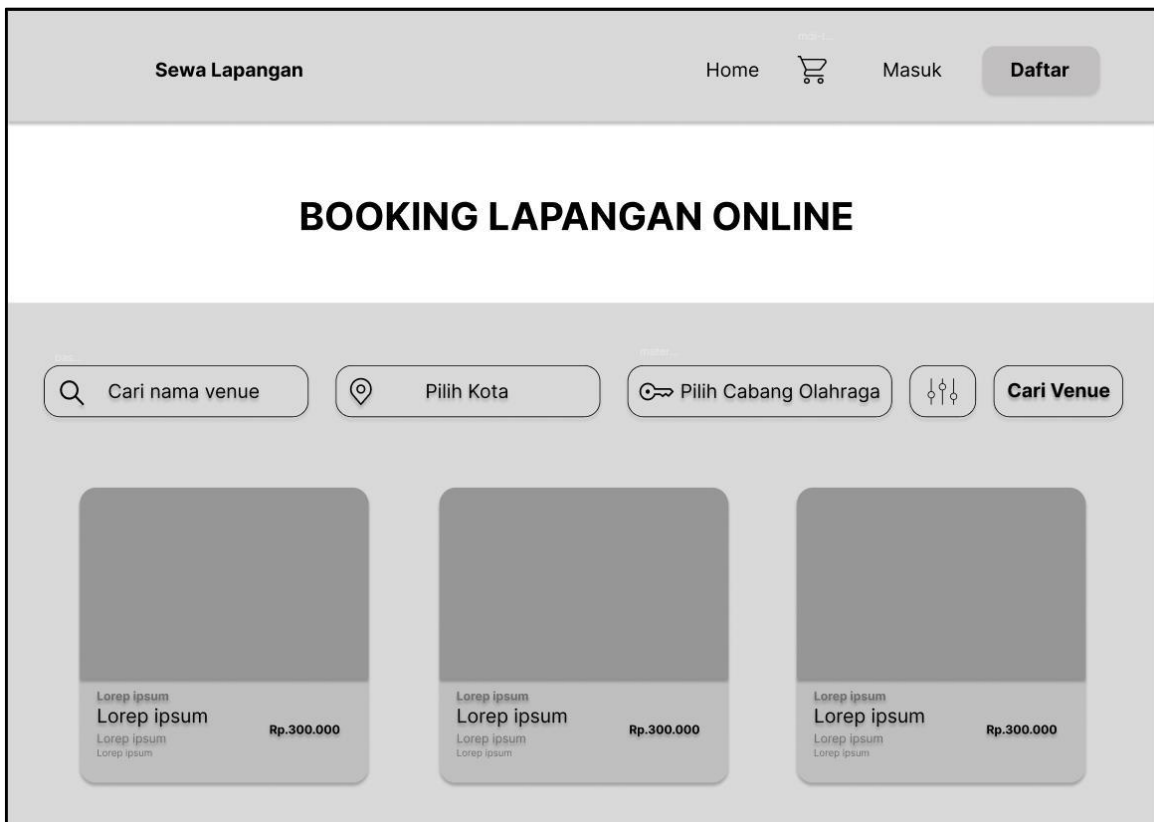 Sewa Lapangan
Home
Masuk
Daftar
BOOKING LAPANGAN ONLINE
Cari nama venue
Pilih Kota
Pilih Cabang Olahraga
Cari Venue
Lorep ipsum
Lorep ipsum
Rp.300.000
Lorep ipsum
Lorep ipsum
Lorep ipsum
Lorep ipsum
Rp.300.000
Lorep ipsum
Lorep ipsum
Lorep ipsum
Lorep ipsum
Rp.300.000
Lorep ipsum
Lorep ipsum